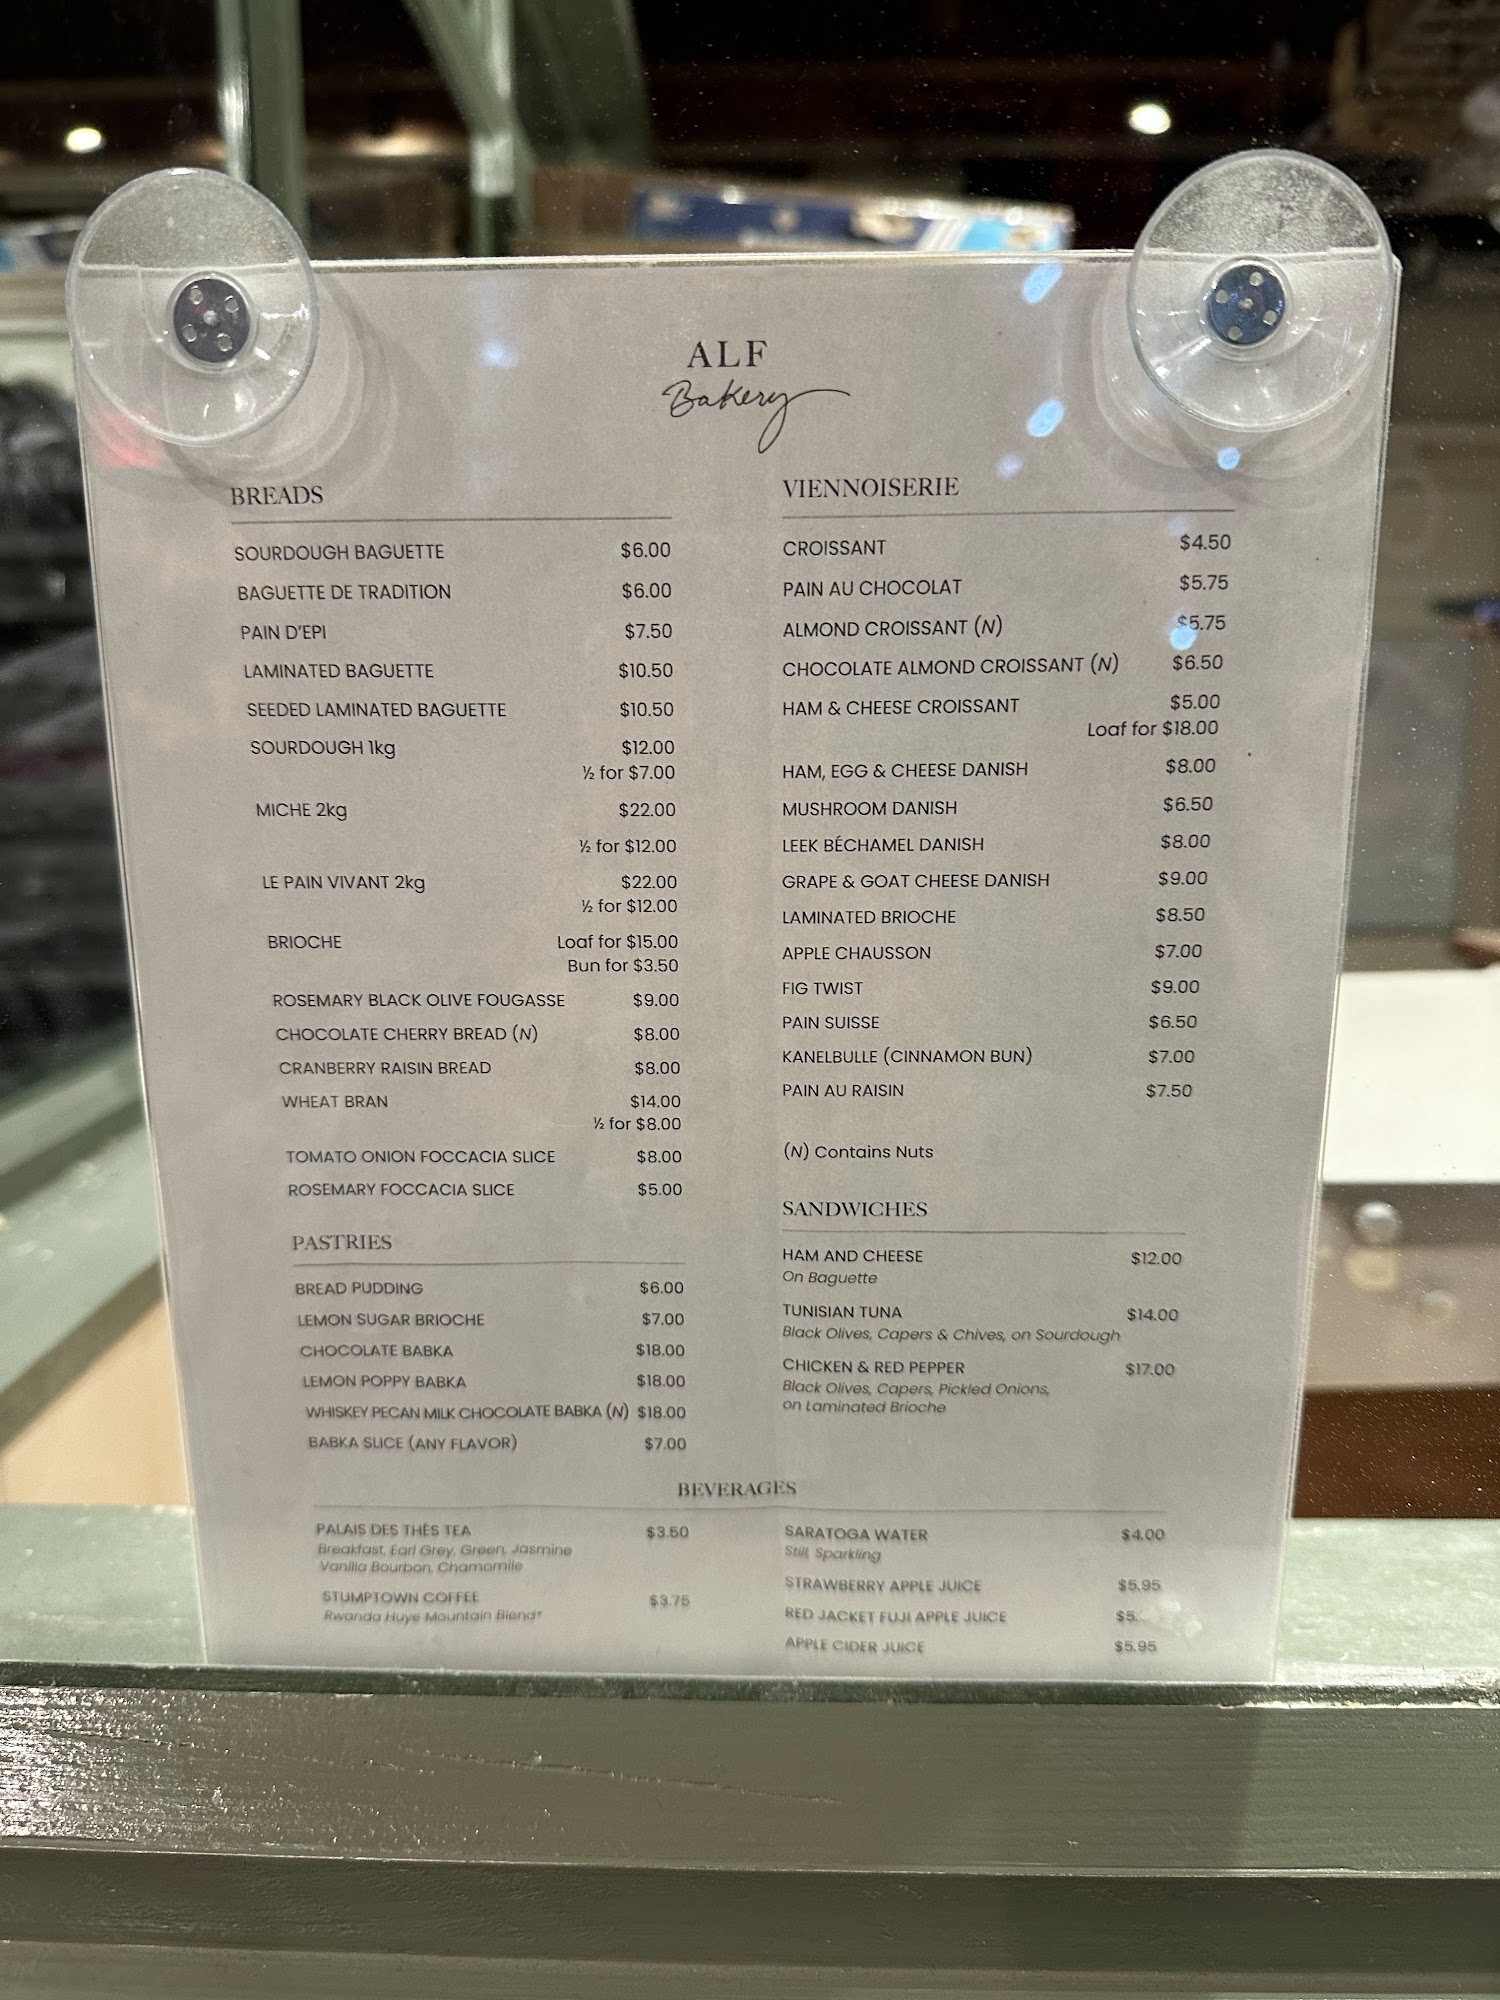 ALF
Bakery
BREADS
SOURDOUGH BAGUETTE $6.00
BAGUETTE DE TRADITION $6.00
PAIN D'EPI $7.50
LAMINATED BAGUETTE $10.50
SEEDED LAMINATED BAGUETTE $10.50
SOURDOUGH 1kg $12.00
½ for $7.00
MICHE 2kg $22.00
½ for $12.00
LE PAIN VIVANT 2kg $22.00
½ for $12.00
BRIOCHE Loaf for $15.00
Bun for $3.50
ROSEMARY BLACK OLIVE FOUGASSE $9.00
CHOCOLATE CHERRY BREAD (N) $8.00
CRANBERRY RAISIN BREAD $8.00
WHEAT BRAN $14.00
½ for $8.00
TOMATO ONION FOCCACIA SLICE $8.00
ROSEMARY FOCCACIA SLICE $5.00
PASTRIES
BREAD PUDDING $6.00
LEMON SUGAR BRIOCHE $7.00
CHOCOLATE BABKA $18.00
LEMON POPPY BABKA $18.00
WHISKEY PECAN MILK CHOCOLATE BABKA (N) $18.00
BABKA SLICE (ANY FLAVOR) $7.00
VIENNOISERIE
CROISSANT $4.50
PAIN AU CHOCOLAT $5.75
ALMOND CROISSANT (N) $5.75
CHOCOLATE ALMOND CROISSANT (N) $6.50
HAM & CHEESE CROISSANT $5.00
Loaf for $18.00
HAM, EGG & CHEESE DANISH $8.00
MUSHROOM DANISH $6.50
LEEK BÉCHAMEL DANISH $8.00
GRAPE & GOAT CHEESE DANISH $9.00
LAMINATED BRIOCHE $8.50
APPLE CHAUSSON $7.00
FIG TWIST $9.00
PAIN SUISSE $6.50
KANELBULLE (CINNAMON BUN) $7.00
PAIN AU RAISIN $7.50
(N) Contains Nuts
SANDWICHES
HAM AND CHEESE $12.00
On Baguette
TUNISIAN TUNA $14.00
Black Olives, Capers & Chives, on Sourdough
CHICKEN & RED PEPPER $17.00
Black Olives, Capers, Pickled Onions,
on Laminated Brioche
BEVERAGES
PALAIS DES THÉS TEA $3.50
Breakfast, Earl Grey, Green, Jasmine
Vanilla Bourbon, Chamomile
STUMPTOWN COFFEE $3.75
Rwanda Huye Mountain Blend*
SARATOGA WATER $4.00
Still, Sparkling
STRAWBERRY APPLE JUICE $5.95
RED JACKET FUJI APPLE JUICE
APPLE CIDER JUICE $5.95